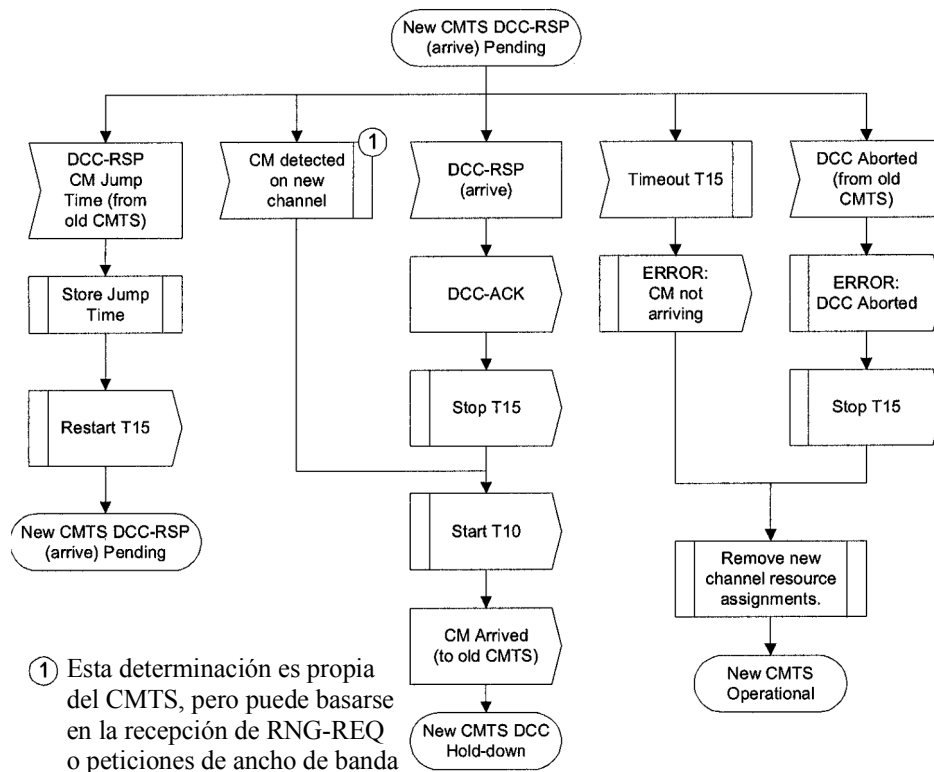 New CMTS DCC-RSP
(arrive) Pending
DCC-RSP
CM Jump
Time (from
old CMTS)
Store Jump
Time
Restart T15
New CMTS DCC-RSP
(arrive) Pending
1
CM detected
on new
channel
DCC-RSP
(arrive)
DCC-ACK
Stop T15
Start T10
CM Arrived
(to old CMTS)
New CMTS DCC
Hold-down
Timeout T15
ERROR:
CM not
arriving
DCC Aborted
(from old
CMTS)
ERROR:
DCC Aborted
Stop T15
Remove new
channel resource
assignments.
New CMTS
Operational
1 Esta determinación es propia
del CMTS, pero puede basarse
en la recepción de RNG-REQ
o peticiones de ancho de banda